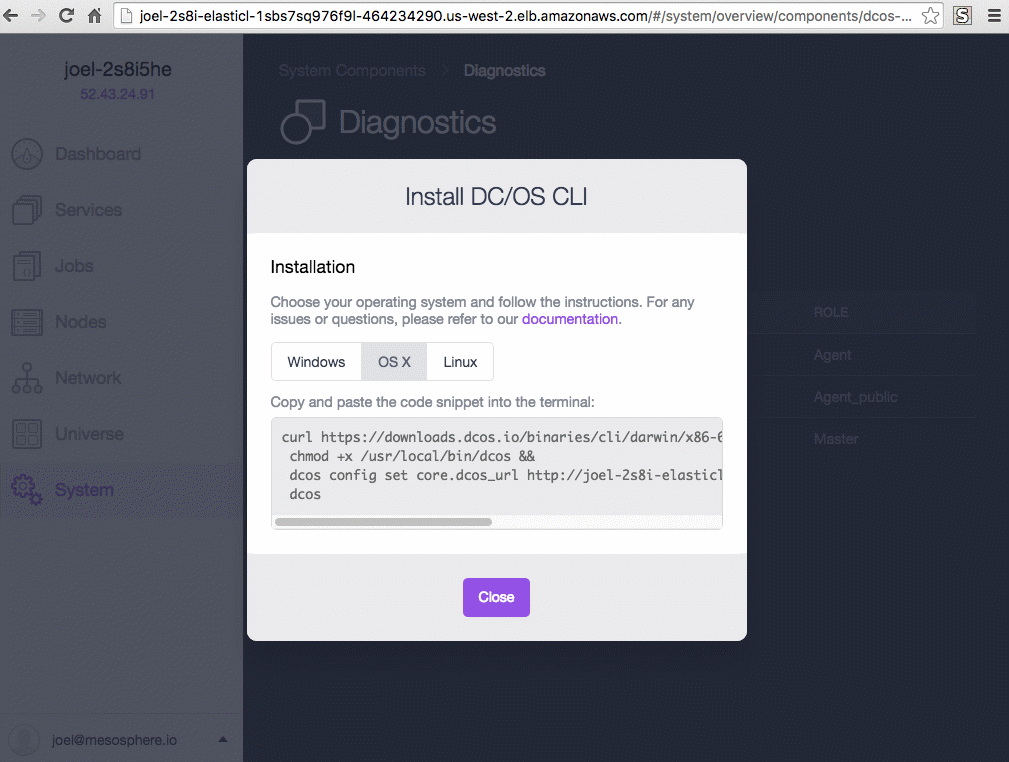 joel-2s8i-elasticl-1sbs7sq976f9l-464234290.us-west-2.elb.amazonaws.com/#/system/overview/components/dcos-...
S
joel-2s8i5he
52.43.24.91
Dashboard
Services
Jobs
Nodes
Network
Universe
System
joel@mesosphere.io
System Components > Diagnostics
Diagnostics
ROLE
Agent
Agent_public
Master
Install DC/OS CLI
Installation
Choose your operating system and follow the instructions. For any
issues or questions, please refer to our documentation.
Windows OS X Linux
Copy and paste the code snippet into the terminal:
curl https://downloads.dcos.io/binaries/cli/darwin/x86-6
chmod +x /usr/local/bin/dcos &&
dcos config set core.dcos_url http://joel-2s8i-elasticl
dcos
Close